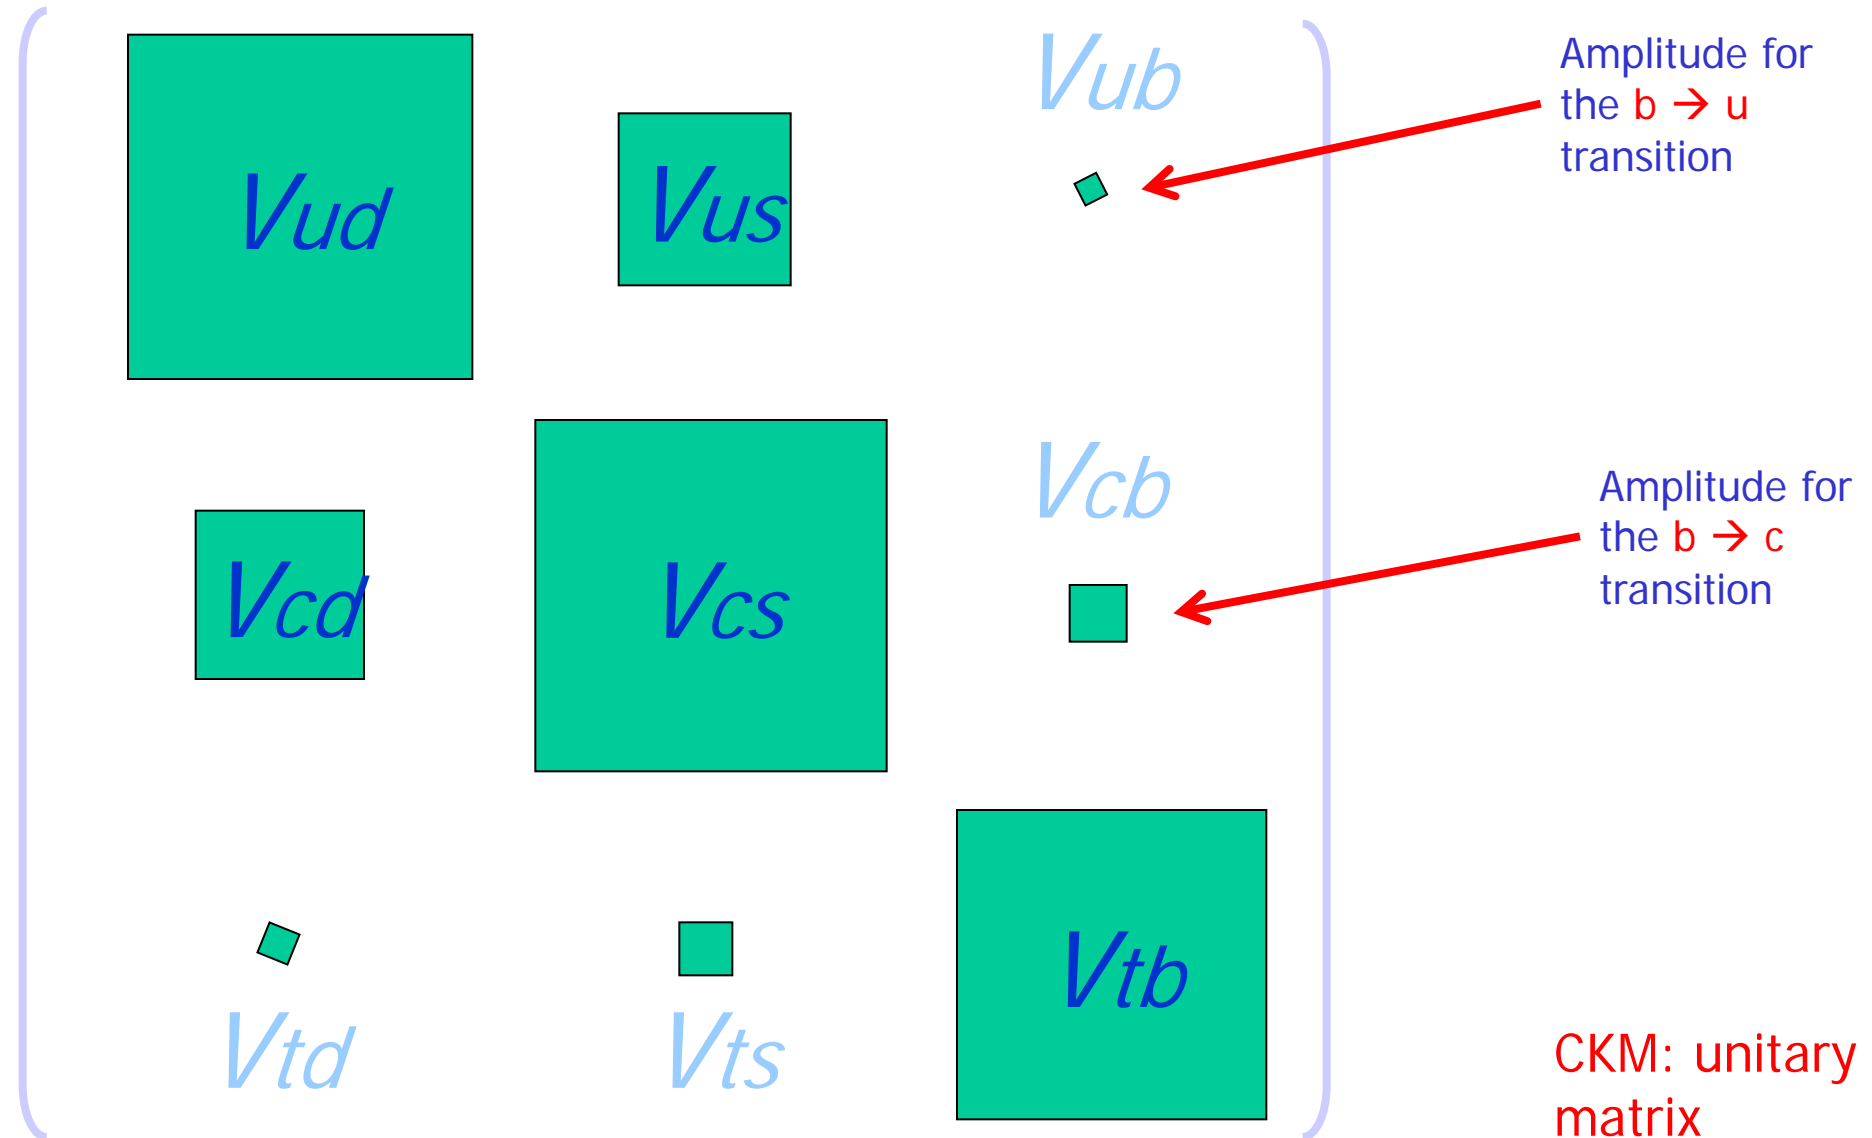 Vud Vus Vub
Amplitude for
the b → u
transition
Vcd Vcs Vcb
Amplitude for
the b → c
transition
Vtd Vts Vtb
CKM: unitary
matrix